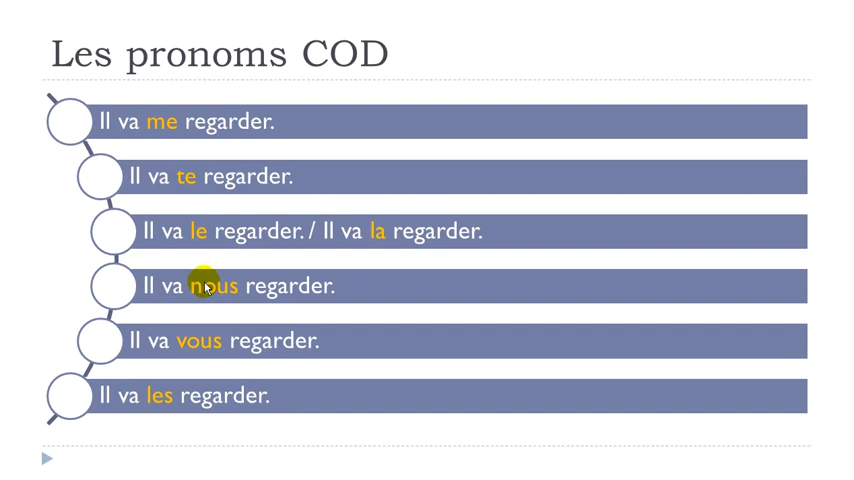 Les pronoms COD
Il va me regarder.
Il va te regarder.
Il va le regarder. / Il va la regarder.
Il va nous regarder.
Il va vous regarder.
Il va les regarder.